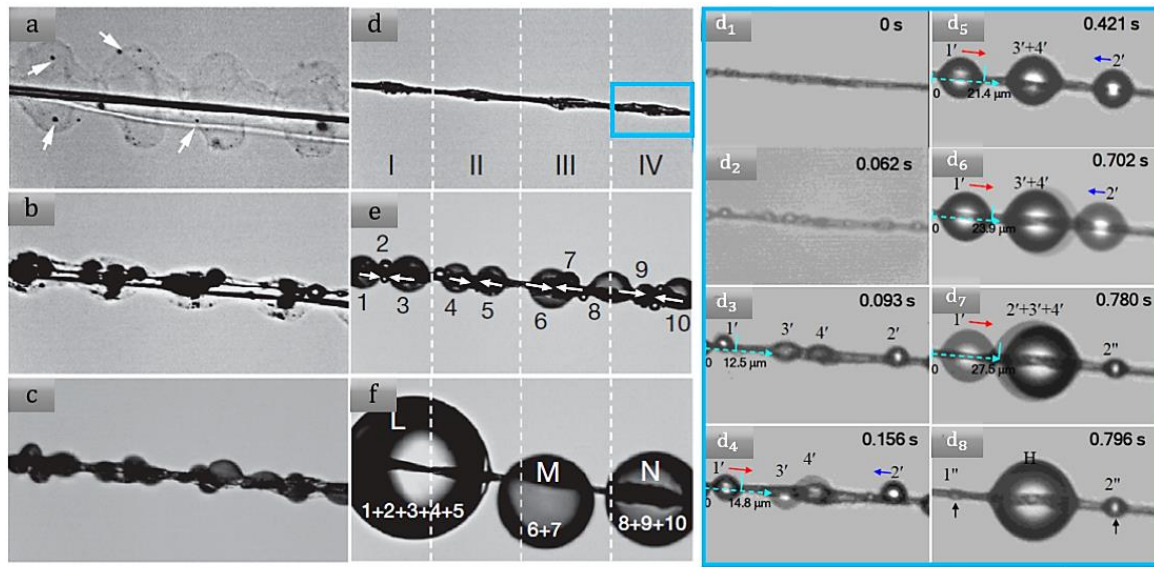 a
b
c
d
I II III IV
e
2 7 9
1 3 4 5 6 8 10
f
L
M N
1+2+3+4+5
6+7
8+9+10
d1 0 s
d2 0.062 s
d3 0.093 s
1′ 3′ 4′ 2′
0 12.5 μm
d4 0.156 s
1′ 3′ 4′ 2′
0 14.8 μm
d5 0.421 s
1′ 3′+4′ 2′
0 21.4 μm
d6 0.702 s
1′ 3′+4′ 2′
0 23.9 μm
d7 0.780 s
1′ 2′+3′+4′
2″
0 27.5 μm
d8 0.796 s
H
1″ 2″